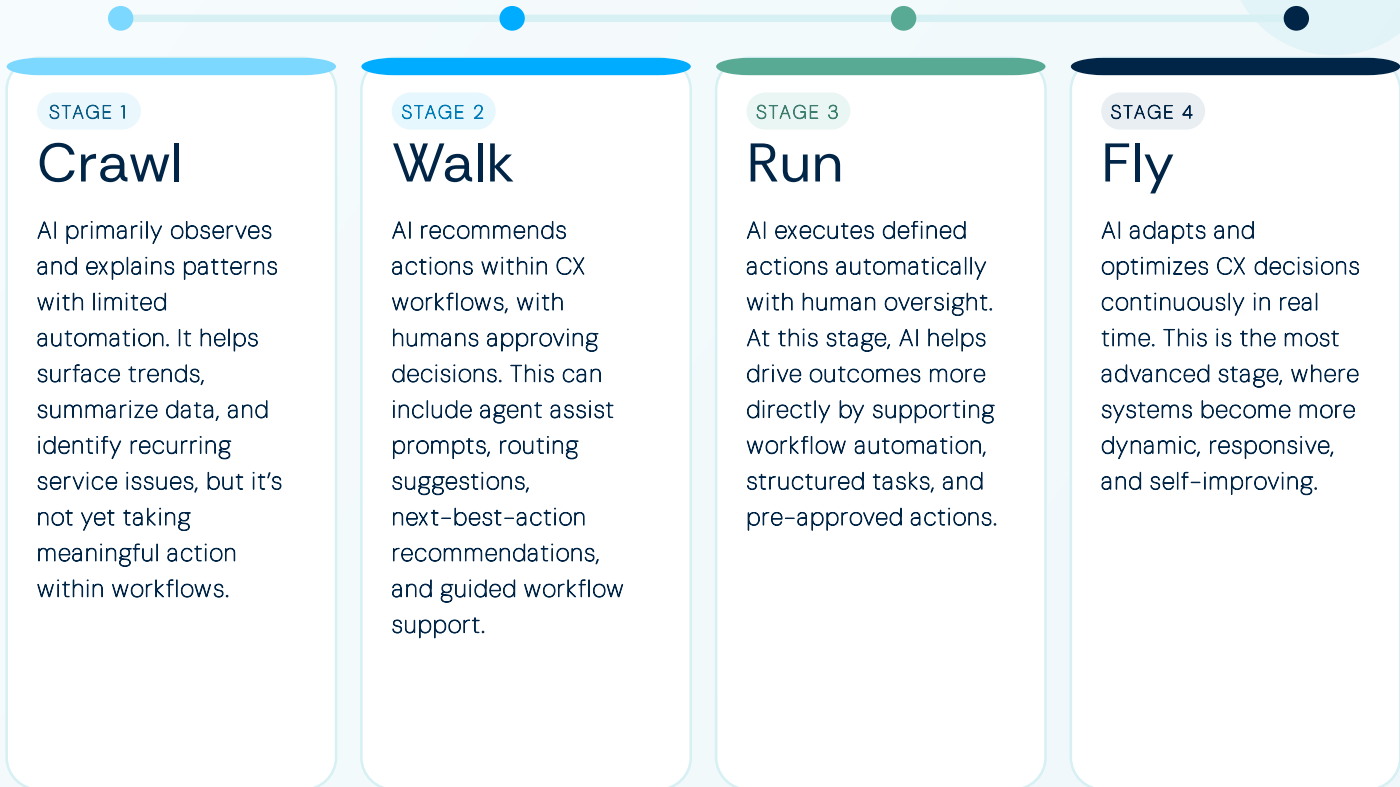 STAGE 1
Crawl
AI primarily observes
and explains patterns
with limited
automation. It helps
surface trends,
summarize data, and
identify recurring
service issues, but it’s
not yet taking
meaningful action
within workflows.
STAGE 2
Walk
AI recommends
actions within CX
workflows, with
humans approving
decisions. This can
include agent assist
prompts, routing
suggestions,
next-best-action
recommendations,
and guided workflow
support.
STAGE 3
Run
AI executes defined
actions automatically
with human oversight.
At this stage, AI helps
drive outcomes more
directly by supporting
workflow automation,
structured tasks, and
pre-approved actions.
STAGE 4
Fly
AI adapts and
optimizes CX decisions
continuously in real
time. This is the most
advanced stage, where
systems become more
dynamic, responsive,
and self-improving.